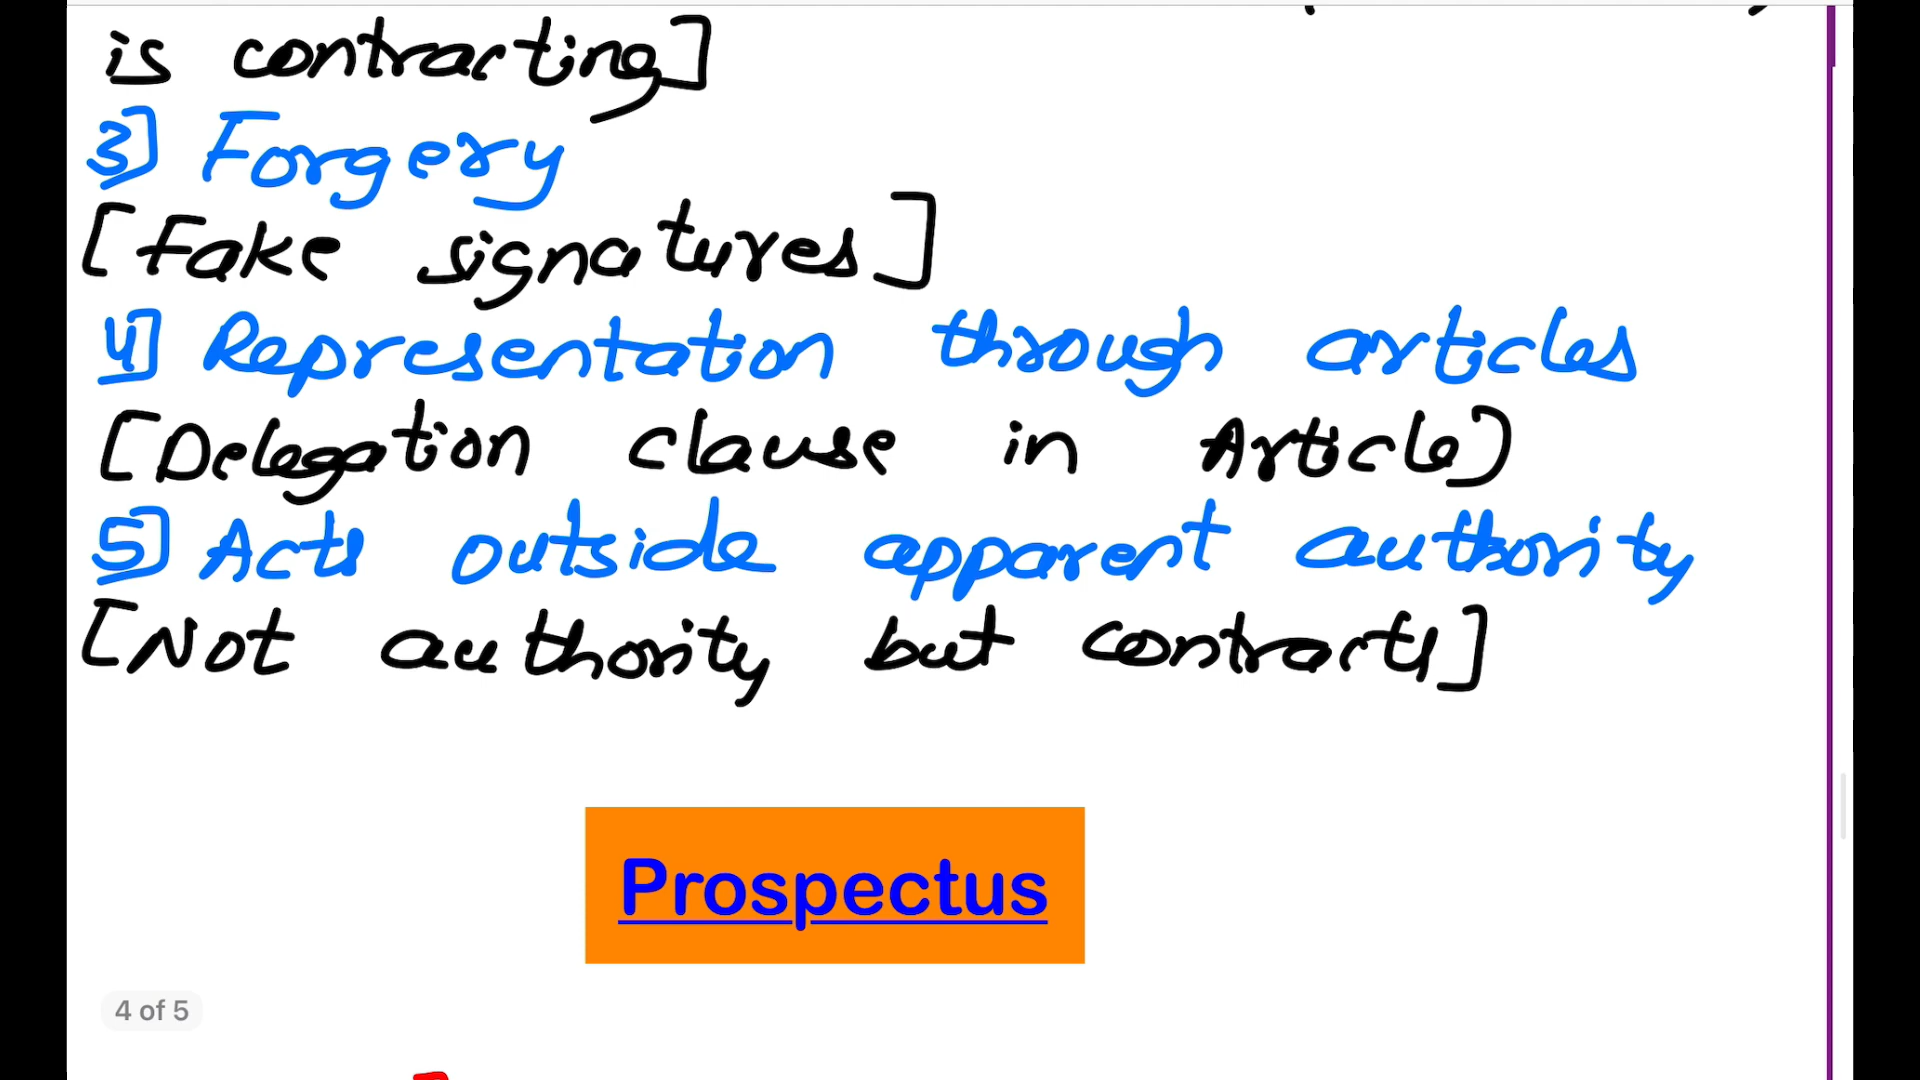 is contracting]
3] Forgery
[Fake signatures]
4] Representation through articles
[Delegation clause in Article)
5] Acts outside apparent authority
[Not authority but contracts]
Prospectus
4 of 5